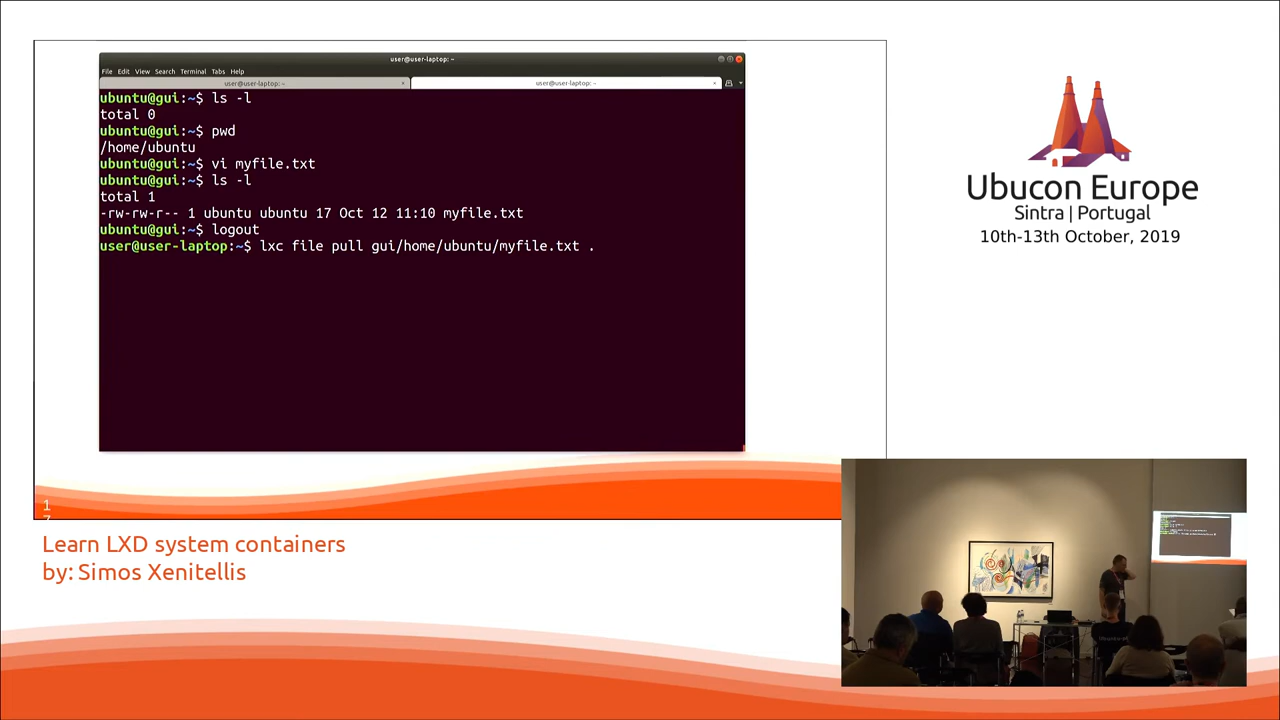 user@user-laptop: ~
File Edit View Search Terminal Tabs Help
user@user-laptop: ~ × user@user-laptop: ~ ×
ubuntu@gui:~$ ls -l
total 0
ubuntu@gui:~$ pwd
/home/ubuntu
ubuntu@gui:~$ vi myfile.txt
ubuntu@gui:~$ ls -l
total 1
-rw-rw-r-- 1 ubuntu ubuntu 17 Oct 12 11:10 myfile.txt
ubuntu@gui:~$ logout
user@user-laptop:~$ lxc file pull gui/home/ubuntu/myfile.txt .
Ubucon Europe
Sintra | Portugal
10th-13th October, 2019
1
Learn LXD system containers
by: Simos Xenitellis